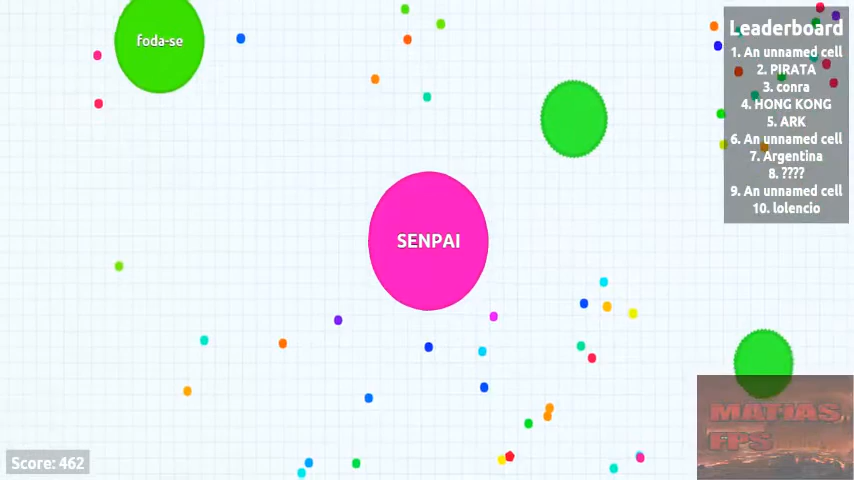 foda-se
Leaderboard
1. An unnamed cell
2. PIRATA
3. conra
4. HONG KONG
5. ARK
6. An unnamed cell
7. Argentina
8. ????
9. An unnamed cell
10. lolencio
SENPAI
MATIAS
FPS
Score: 462